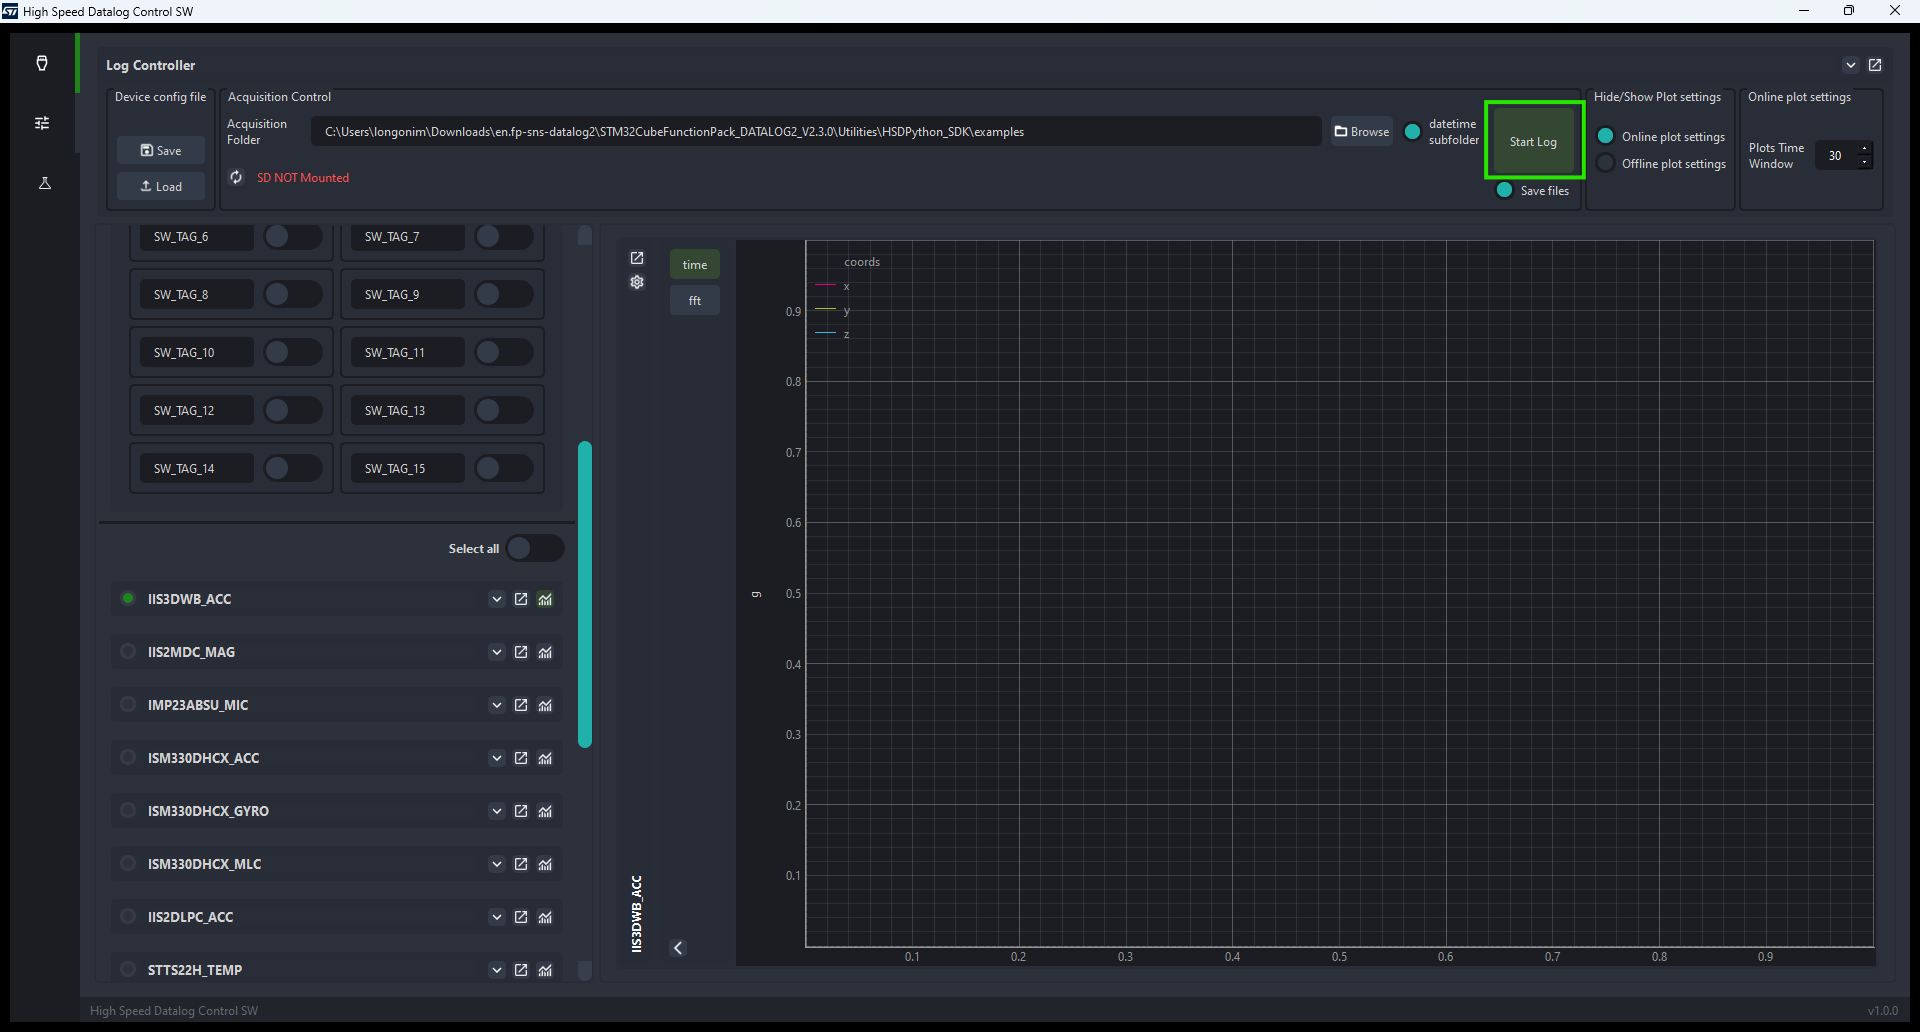 High Speed Datalog Control SW
Log Controller
Device config file
Save
Load
Acquisition Control
Acquisition
Folder
C:\Users\longonim\Downloads\en.fp-sns-datalog2\STM32CubeFunctionPack_DATALOG2_V2.3.0\Utilities\HSDPython_SDK\examples
Browse
datetime
subfolder
Start Log
SD NOT Mounted
Save files
Hide/Show Plot settings
Online plot settings
Offline plot settings
Online plot settings
Plots Time
Window
30
SW_TAG_6
SW_TAG_7
SW_TAG_8
SW_TAG_9
SW_TAG_10
SW_TAG_11
SW_TAG_12
SW_TAG_13
SW_TAG_14
SW_TAG_15
Select all
IIS3DWB_ACC
IIS2MDC_MAG
IMP23ABSU_MIC
ISM330DHCX_ACC
ISM330DHCX_GYRO
ISM330DHCX_MLC
IIS2DLPC_ACC
STTS22H_TEMP
time
fft
IIS3DWB_ACC
coords
x
y
z
g
0.9
0.8
0.7
0.6
0.5
0.4
0.3
0.2
0.1
0.1 0.2 0.3 0.4 0.5 0.6 0.7 0.8 0.9
High Speed Datalog Control SW
v1.0.0